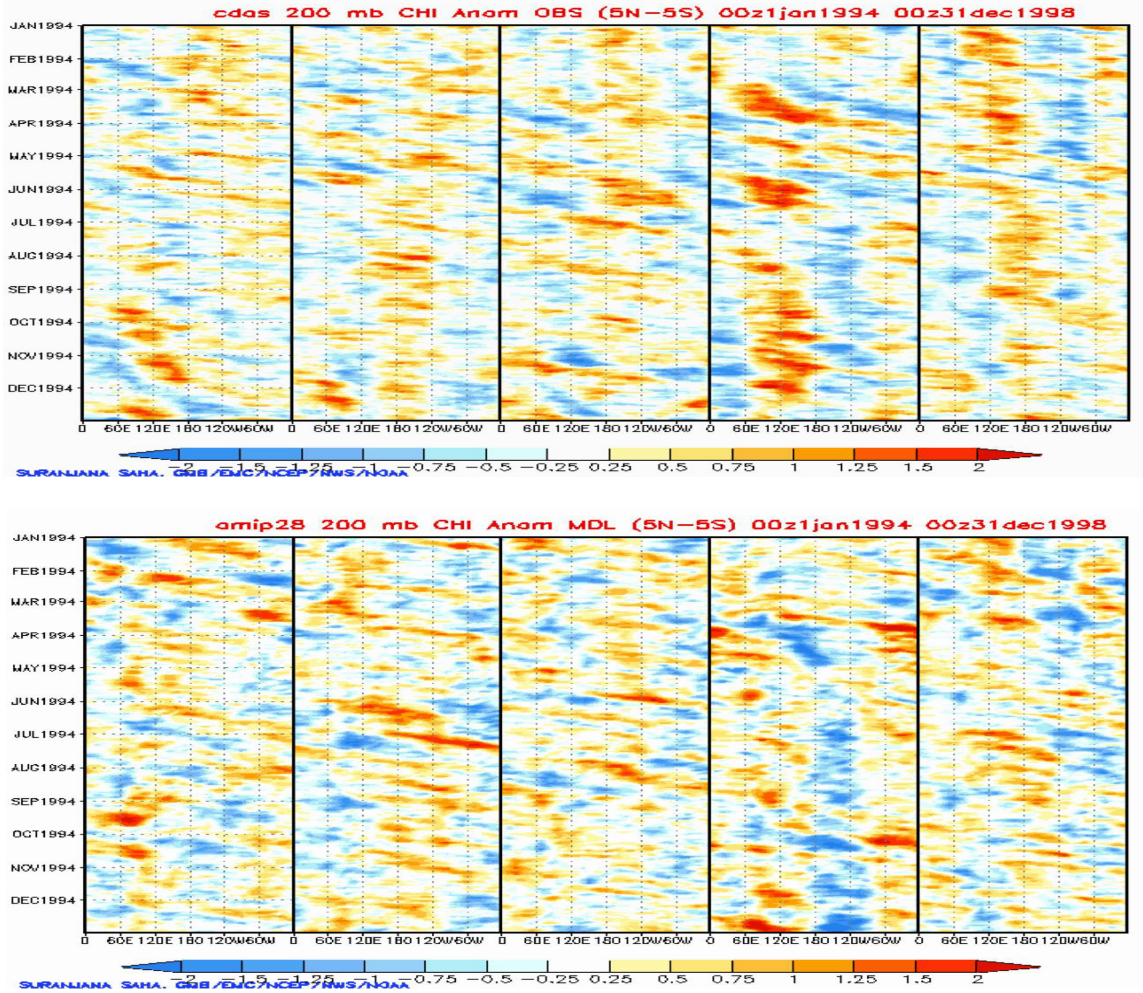 cdas 200 mb CHI Anom OBS (5N-5S) 00z1jan1994 00z31dec1998
JAN1994
FEB1994
MAR1994
APR1994
MAY1994
JUN1994
JUL1994
AUG1994
SEP1994
OCT1994
NOV1994
DEC1994
0 60E 120E 180 120W 60W 0 60E 120E 180 120W 60W 0 60E 120E 180 120W 60W 0 60E 120E 180 120W 60W 0 60E 120E 180 120W 60W
-2 -1.5 -1.25 -1 -0.75 -0.5 -0.25 0.25 0.5 0.75 1 1.25 1.5 2
SURANJANA SAHA. GMB/EMC/NCEP/NWS/NOAA
amip28 200 mb CHI Anom MDL (5N-5S) 00z1jan1994 00z31dec1998
JAN1994
FEB1994
MAR1994
APR1994
MAY1994
JUN1994
JUL1994
AUG1994
SEP1994
OCT1994
NOV1994
DEC1994
0 60E 120E 180 120W 60W 0 60E 120E 180 120W 60W 0 60E 120E 180 120W 60W 0 60E 120E 180 120W 60W 0 60E 120E 180 120W 60W
-2 -1.5 -1.25 -1 -0.75 -0.5 -0.25 0.25 0.5 0.75 1 1.25 1.5 2
SURANJANA SAHA. GMB/EMC/NCEP/NWS/NOAA